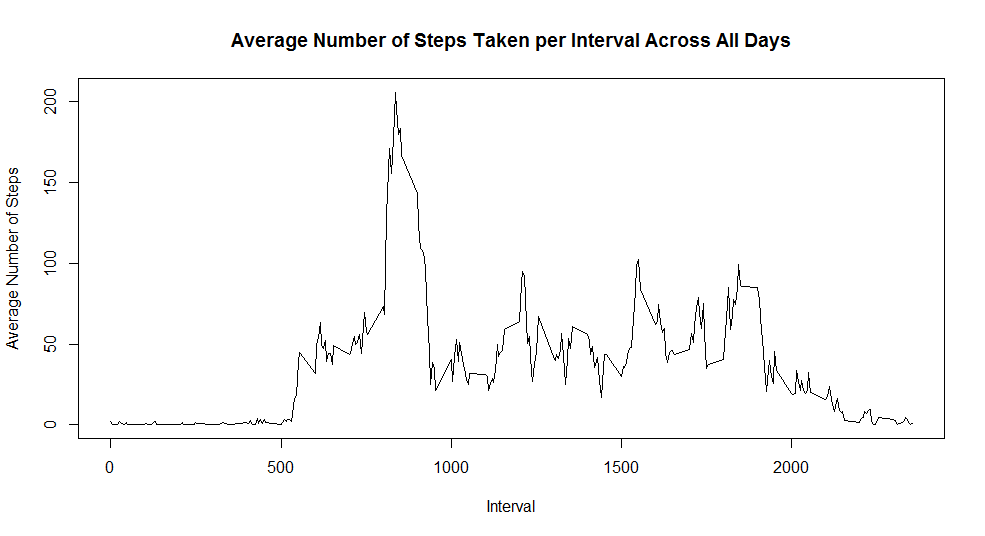 Average Number of Steps Taken per Interval Across All Days
Average Number of Steps
200
150
100
50
0
0 500 1000 1500 2000
Interval